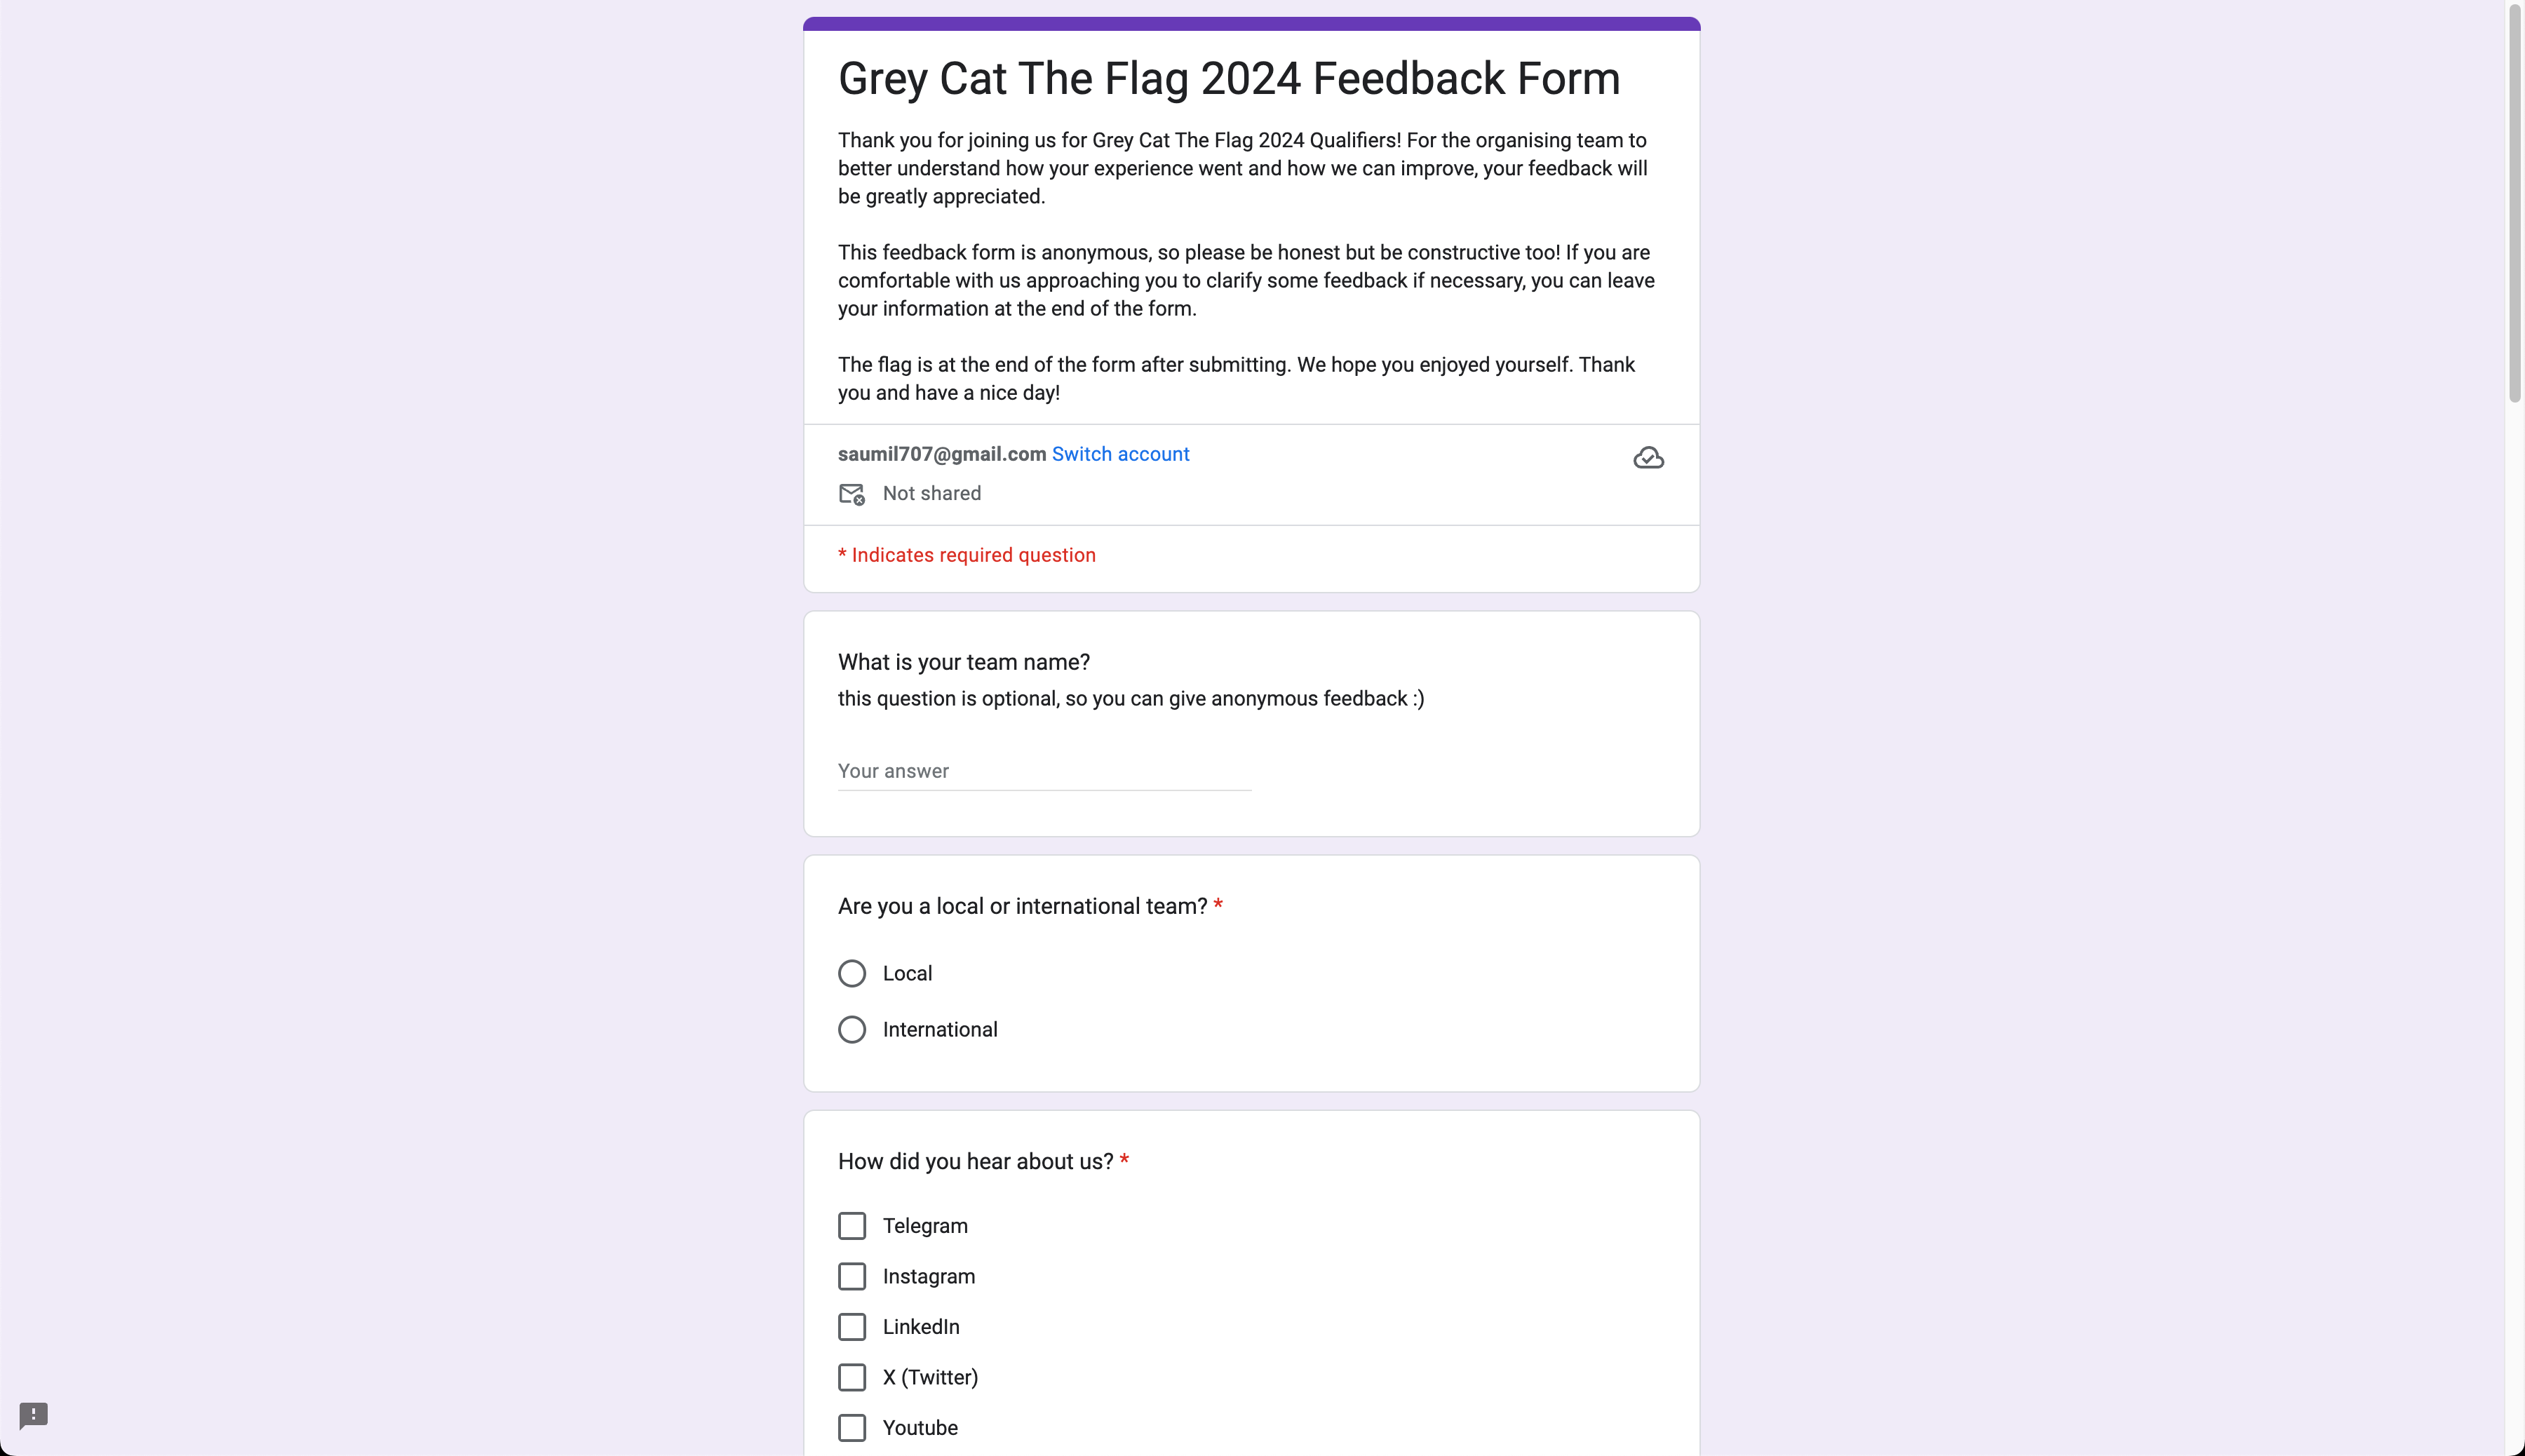 Grey Cat The Flag 2024 Feedback Form
Thank you for joining us for Grey Cat The Flag 2024 Qualifiers! For the organising team to
better understand how your experience went and how we can improve, your feedback will
be greatly appreciated.
This feedback form is anonymous, so please be honest but be constructive too! If you are
comfortable with us approaching you to clarify some feedback if necessary, you can leave
your information at the end of the form.
The flag is at the end of the form after submitting. We hope you enjoyed yourself. Thank
you and have a nice day!
saumil707@gmail.com Switch account
Not shared
* Indicates required question
What is your team name?
this question is optional, so you can give anonymous feedback :)
Your answer
Are you a local or international team? *
Local
International
How did you hear about us? *
Telegram
Instagram
LinkedIn
X (Twitter)
Youtube